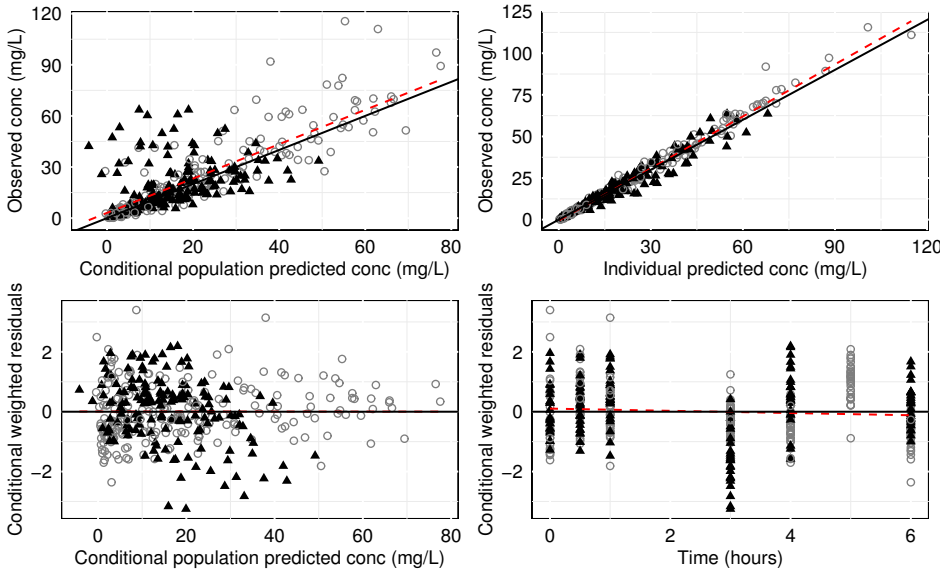 120
90
60
30
0
Observed conc (mg/L)
0 20 40 60 80
Conditional population predicted conc (mg/L)
125
100
75
50
25
0
Observed conc (mg/L)
0 30 60 90 120
Individual predicted conc (mg/L)
2
0
−2
Conditional weighted residuals
0 20 40 60 80
Conditional population predicted conc (mg/L)
2
0
−2
Conditional weighted residuals
0 2 4 6
Time (hours)